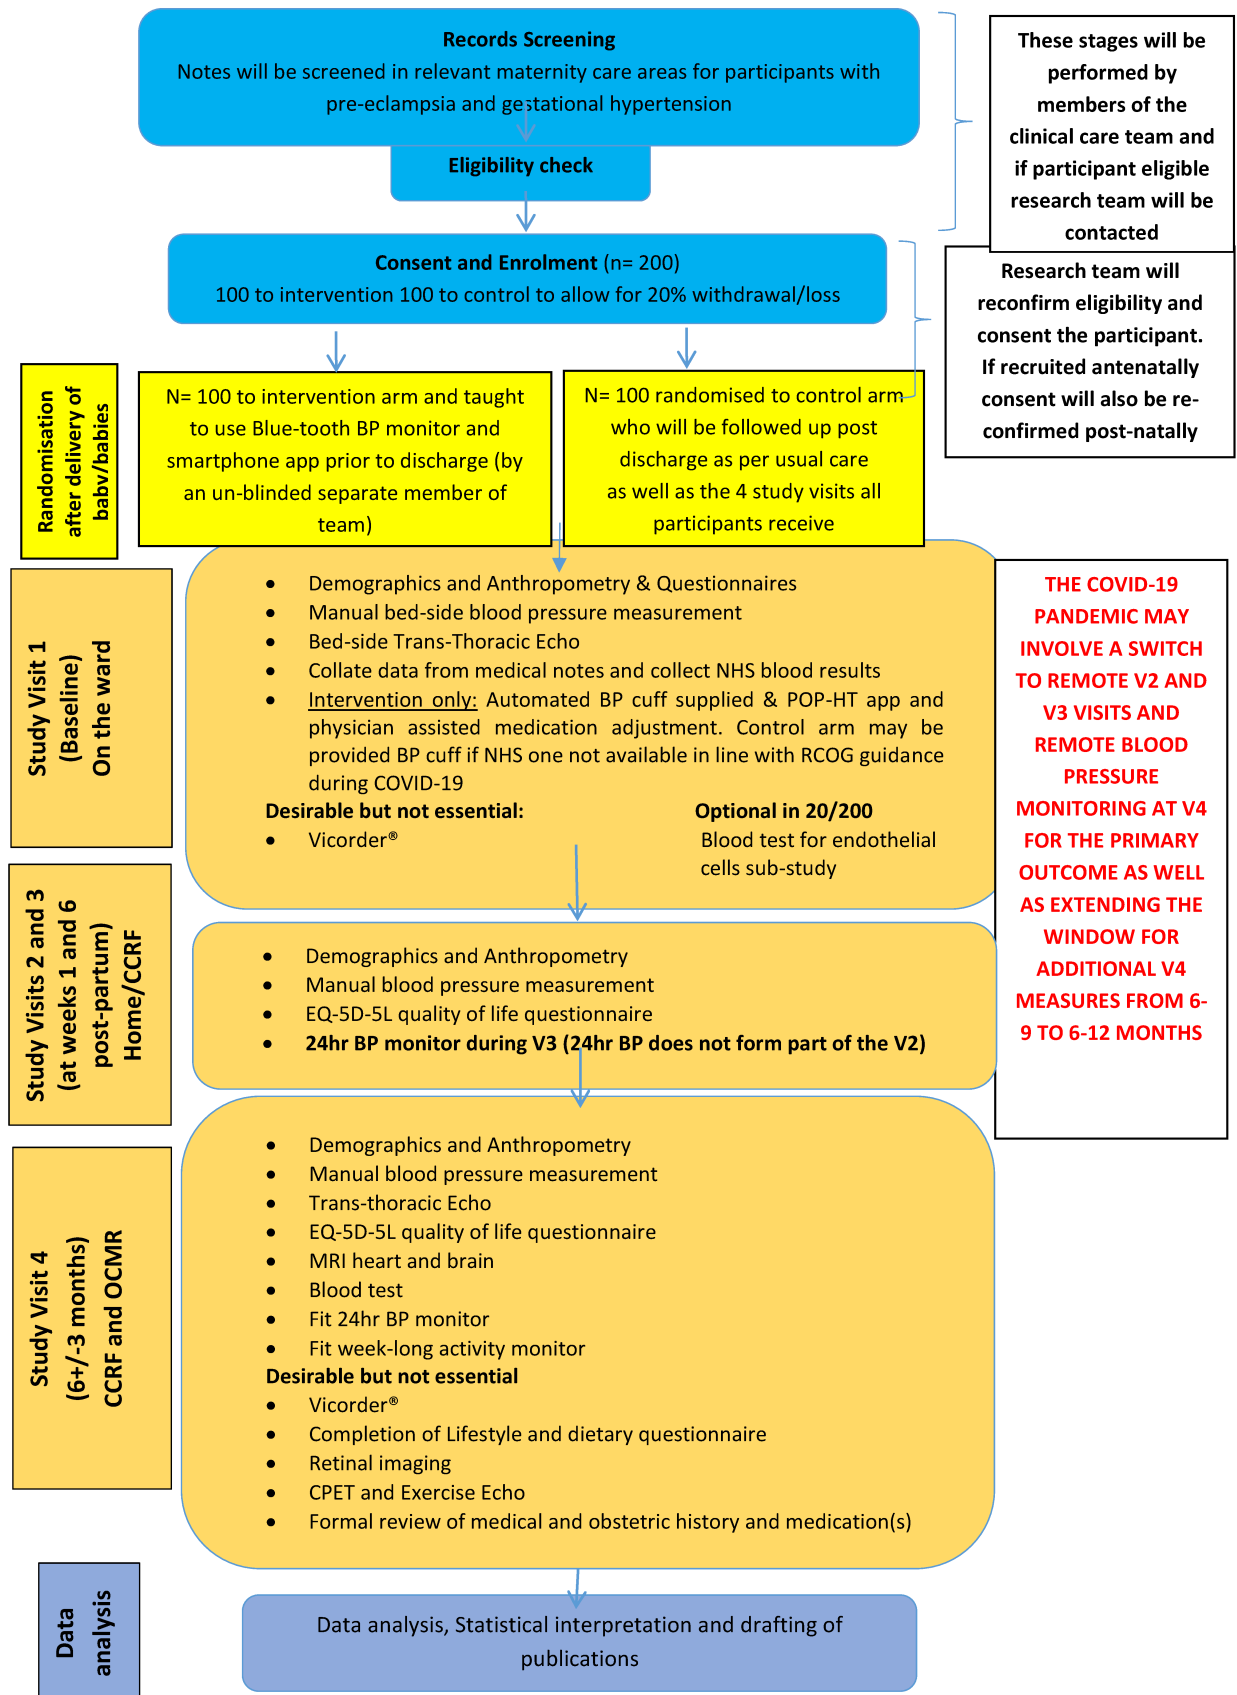 Records Screening
Notes will be screened in relevant maternity care areas for participants with
pre-eclampsia and gestational hypertension
Eligibility check
These stages will be
performed by
members of the
clinical care team and
if participant eligible
research team will be
contacted
Consent and Enrolment (n= 200)
100 to intervention 100 to control to allow for 20% withdrawal/loss
Research team will
reconfirm eligibility and
consent the participant.
If recruited antenatally
consent will also be re-
confirmed post-natally
Randomisation
after delivery of
baby/babies
N= 100 to intervention arm and taught
to use Blue-tooth BP monitor and
smartphone app prior to discharge (by
an un-blinded separate member of
team)
N= 100 randomised to control arm
who will be followed up post
discharge as per usual care
as well as the 4 study visits all
participants receive
Study Visit 1
(Baseline)
On the ward
• Demographics and Anthropometry & Questionnaires
• Manual bed-side blood pressure measurement
• Bed-side Trans-Thoracic Echo
• Collate data from medical notes and collect NHS blood results
• Intervention only: Automated BP cuff supplied & POP-HT app and
physician assisted medication adjustment. Control arm may be
provided BP cuff if NHS one not available in line with RCOG guidance
during COVID-19
Desirable but not essential:
• Vicorder®
Optional in 20/200
Blood test for endothelial
cells sub-study
THE COVID-19
PANDEMIC MAY
INVOLVE A SWITCH
TO REMOTE V2 AND
V3 VISITS AND
REMOTE BLOOD
PRESSURE
MONITORING AT V4
FOR THE PRIMARY
OUTCOME AS WELL
AS EXTENDING THE
WINDOW FOR
ADDITIONAL V4
MEASURES FROM 6-
9 TO 6-12 MONTHS
Study Visits 2 and 3
(at weeks 1 and 6
post-partum)
Home/CCRF
• Demographics and Anthropometry
• Manual blood pressure measurement
• EQ-5D-5L quality of life questionnaire
• 24hr BP monitor during V3 (24hr BP does not form part of the V2)
Study Visit 4
(6+/-3 months)
CCRF and OCMR
• Demographics and Anthropometry
• Manual blood pressure measurement
• Trans-thoracic Echo
• EQ-5D-5L quality of life questionnaire
• MRI heart and brain
• Blood test
• Fit 24hr BP monitor
• Fit week-long activity monitor
Desirable but not essential
• Vicorder®
• Completion of Lifestyle and dietary questionnaire
• Retinal imaging
• CPET and Exercise Echo
• Formal review of medical and obstetric history and medication(s)
Data
analysis
Data analysis, Statistical interpretation and drafting of
publications